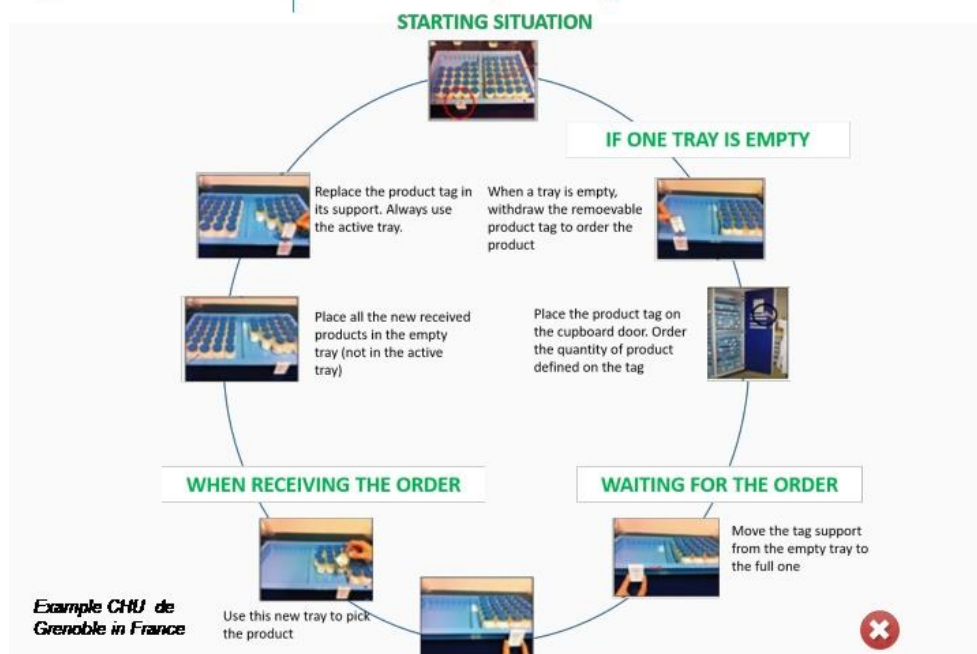 STARTING SITUATION
IF ONE TRAY IS EMPTY
When a tray is empty,
withdraw the remoevable
product tag to order the
product
Place the product tag on
the cupboard door. Order
the quantity of product
defined on the tag
WAITING FOR THE ORDER
Move the tag support
from the empty tray to
the full one
Use this new tray to pick
the product
WHEN RECEIVING THE ORDER
Place all the new received
products in the empty
tray (not in the active
tray)
Replace the product tag in
its support. Always use
the active tray.
Example CHU de
Grenoble in France